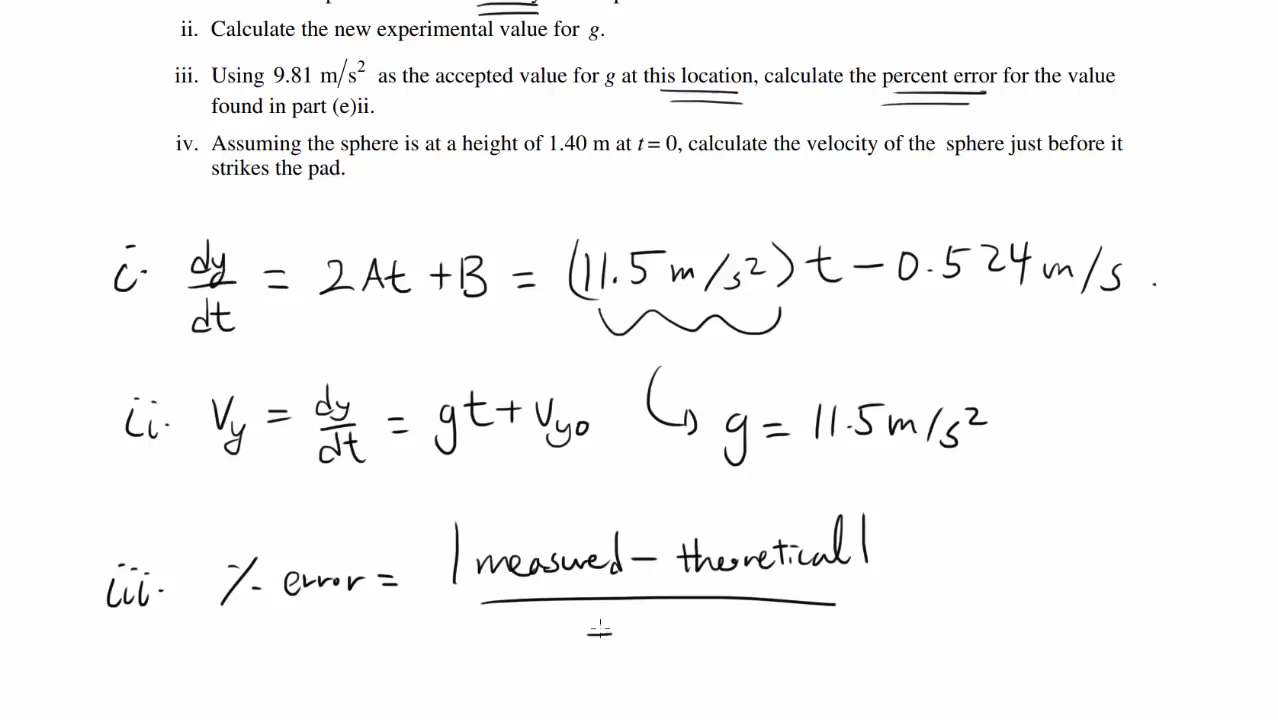 ii. Calculate the new experimental value for g.
iii. Using 9.81 m/s² as the accepted value for g at this location, calculate the percent error for the value
found in part (e)ii.
iv. Assuming the sphere is at a height of 1.40 m at t = 0, calculate the velocity of the sphere just before it
strikes the pad.
i. dy/dt = 2At + B = (11.5 m/s²) t − 0.524 m/s.
ii. Vy = dy/dt = gt + Vyo g = 11.5 m/s²
iii. % error = |measured − theoretical|